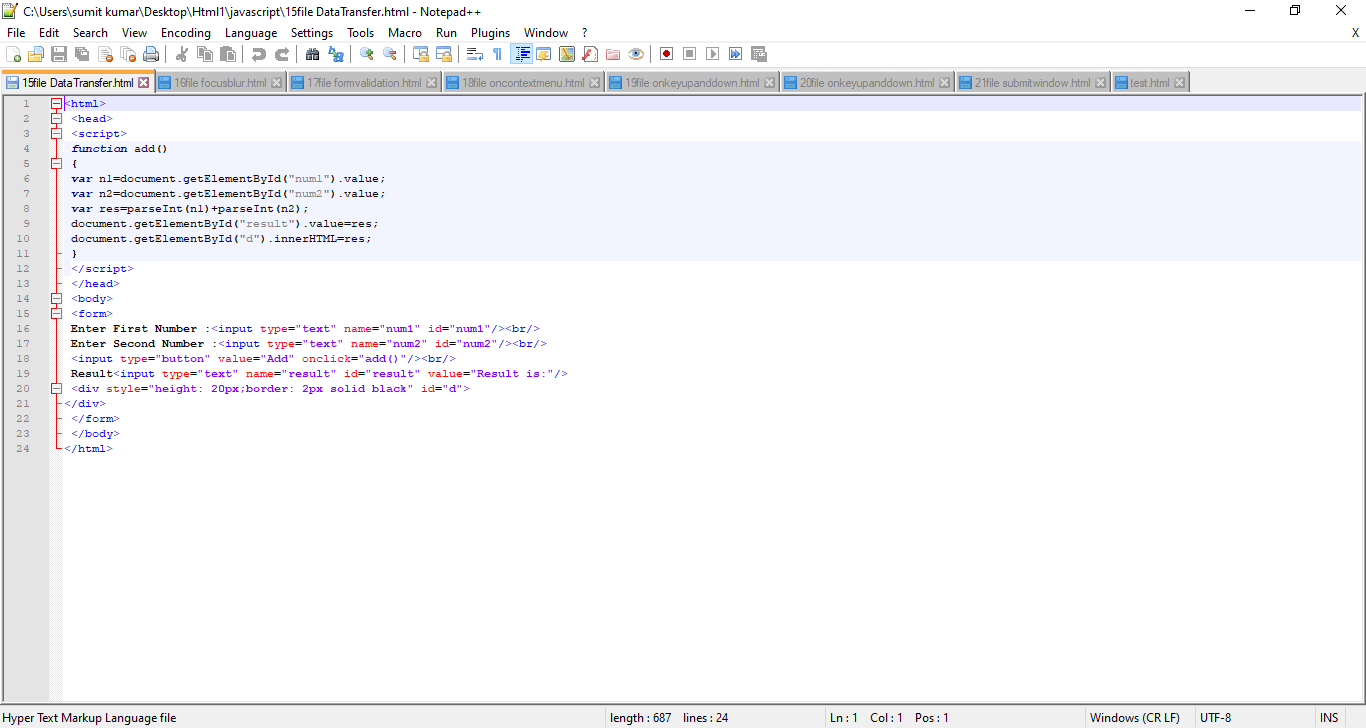 C:\Users\sumit kumar\Desktop\Html1\javascript\15file DataTransfer.html - Notepad++
File Edit Search View Encoding Language Settings Tools Macro Run Plugins Window ? X
15file DataTransfer.html 16file focusblur.html 17file formvalidation.html 18file oncontextmenu.html 19file onkeyupanddown.html 20file onkeyupanddown.html 21file submitwindow.html test.html
1 <html>
2 <head>
3 <script>
4 function add()
5 {
6 var n1=document.getElementById("num1").value;
7 var n2=document.getElementById("num2").value;
8 var res=parseInt(n1)+parseInt(n2);
9 document.getElementById("result").value=res;
10 document.getElementById("d").innerHTML=res;
11 }
12 </script>
13 </head>
14 <body>
15 <form>
16 Enter First Number :<input type="text" name="num1" id="num1"/><br/>
17 Enter Second Number :<input type="text" name="num2" id="num2"/><br/>
18 <input type="button" value="Add" onclick="add()"/><br/>
19 Result<input type="text" name="result" id="result" value="Result is:"/>
20 <div style="height: 20px;border: 2px solid black" id="d">
21 </div>
22 </form>
23 </body>
24 </html>
Hyper Text Markup Language file length : 687 lines : 24 Ln : 1 Col : 1 Pos : 1 Windows (CR LF) UTF-8 INS